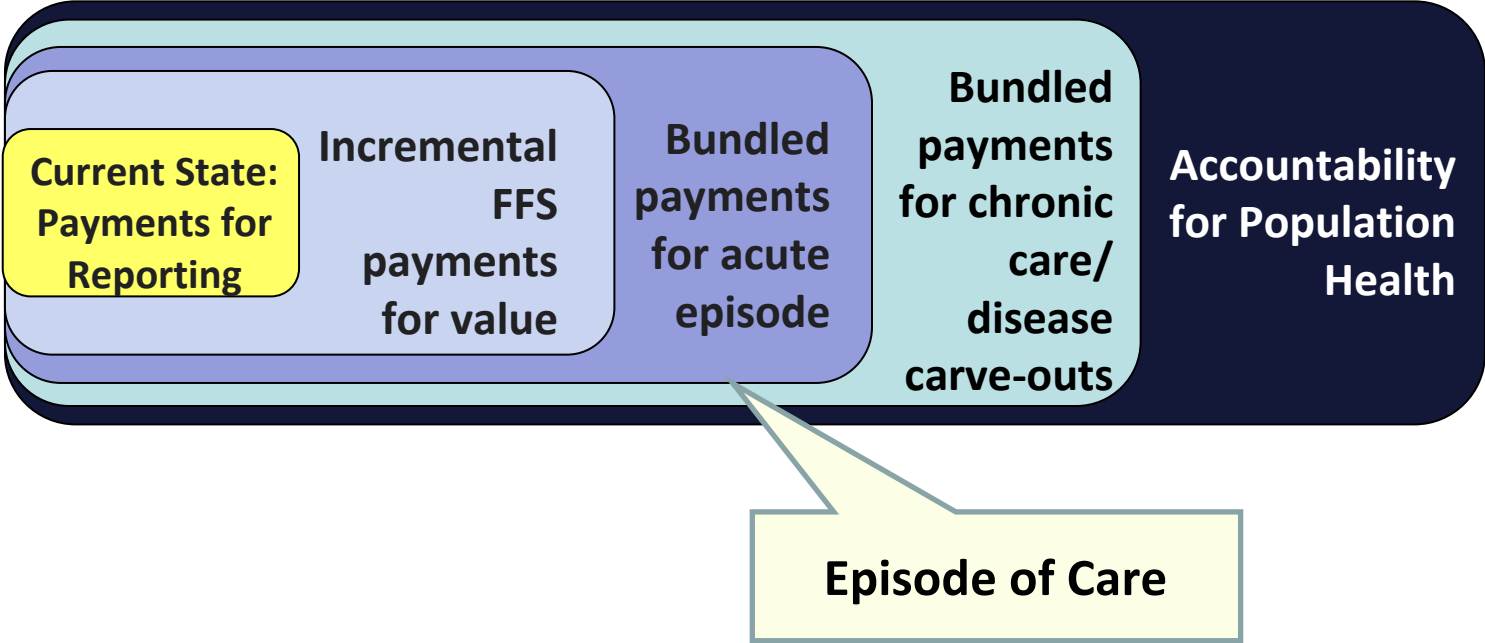 Current State:
Payments for
Reporting
Incremental
FFS
payments
for value
Bundled
payments
for acute
episode
Bundled
payments
for chronic
care/
disease
carve-outs
Accountability
for Population
Health
Episode of Care